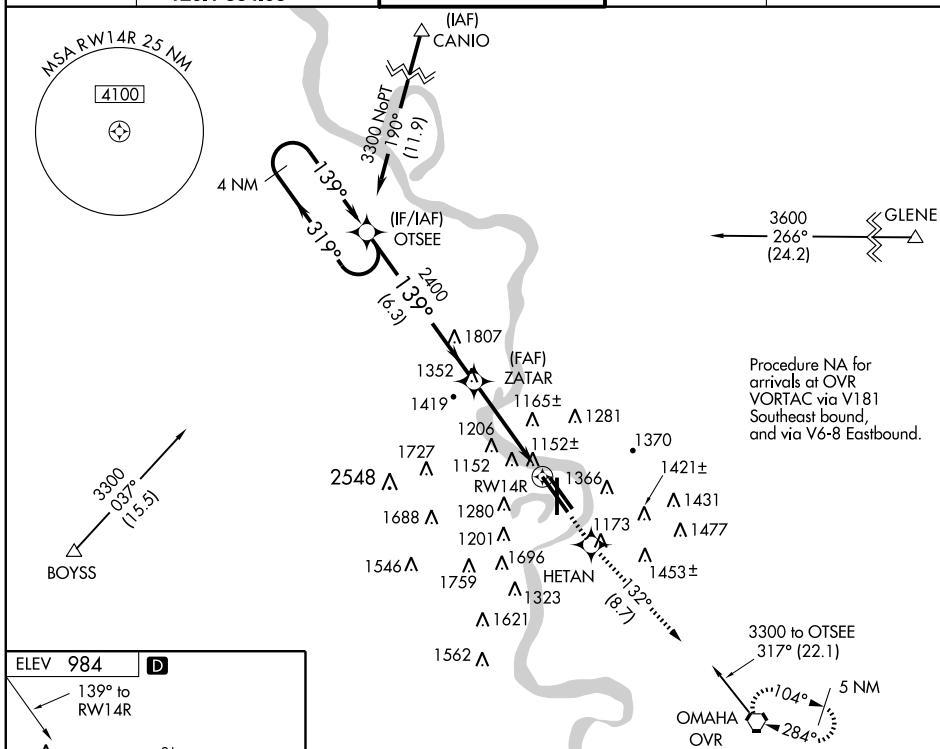 MSA RW14R 25 NM
4100
(IAF)
CANIO
3300 NoPT
190°
(11.9)
4 NM
139°
319°
(IF/IAF)
OTSEE
2400
139°
(6.3)
3600
266°
(24.2)
GLENE
1807
1352
(FAF)
ZATAR
1419
1165±
1281
Procedure NA for
arrivals at OVR
VORTAC via V181
Southeast bound,
and via V6-8 Eastbound.
1206
1152±
1370
1727
1152
2548
RW14R
1366
1421±
1431
1280
1688
1477
1201
1173
3300
037°
(15.5)
BOYSS
1546
1759
1696
HETAN
1453±
1323
132°
(8.7)
1621
1562
3300 to OTSEE
317° (22.1)
5 NM
104°
284°
OMAHA
OVR
ELEV 984 D
139° to
RW14R